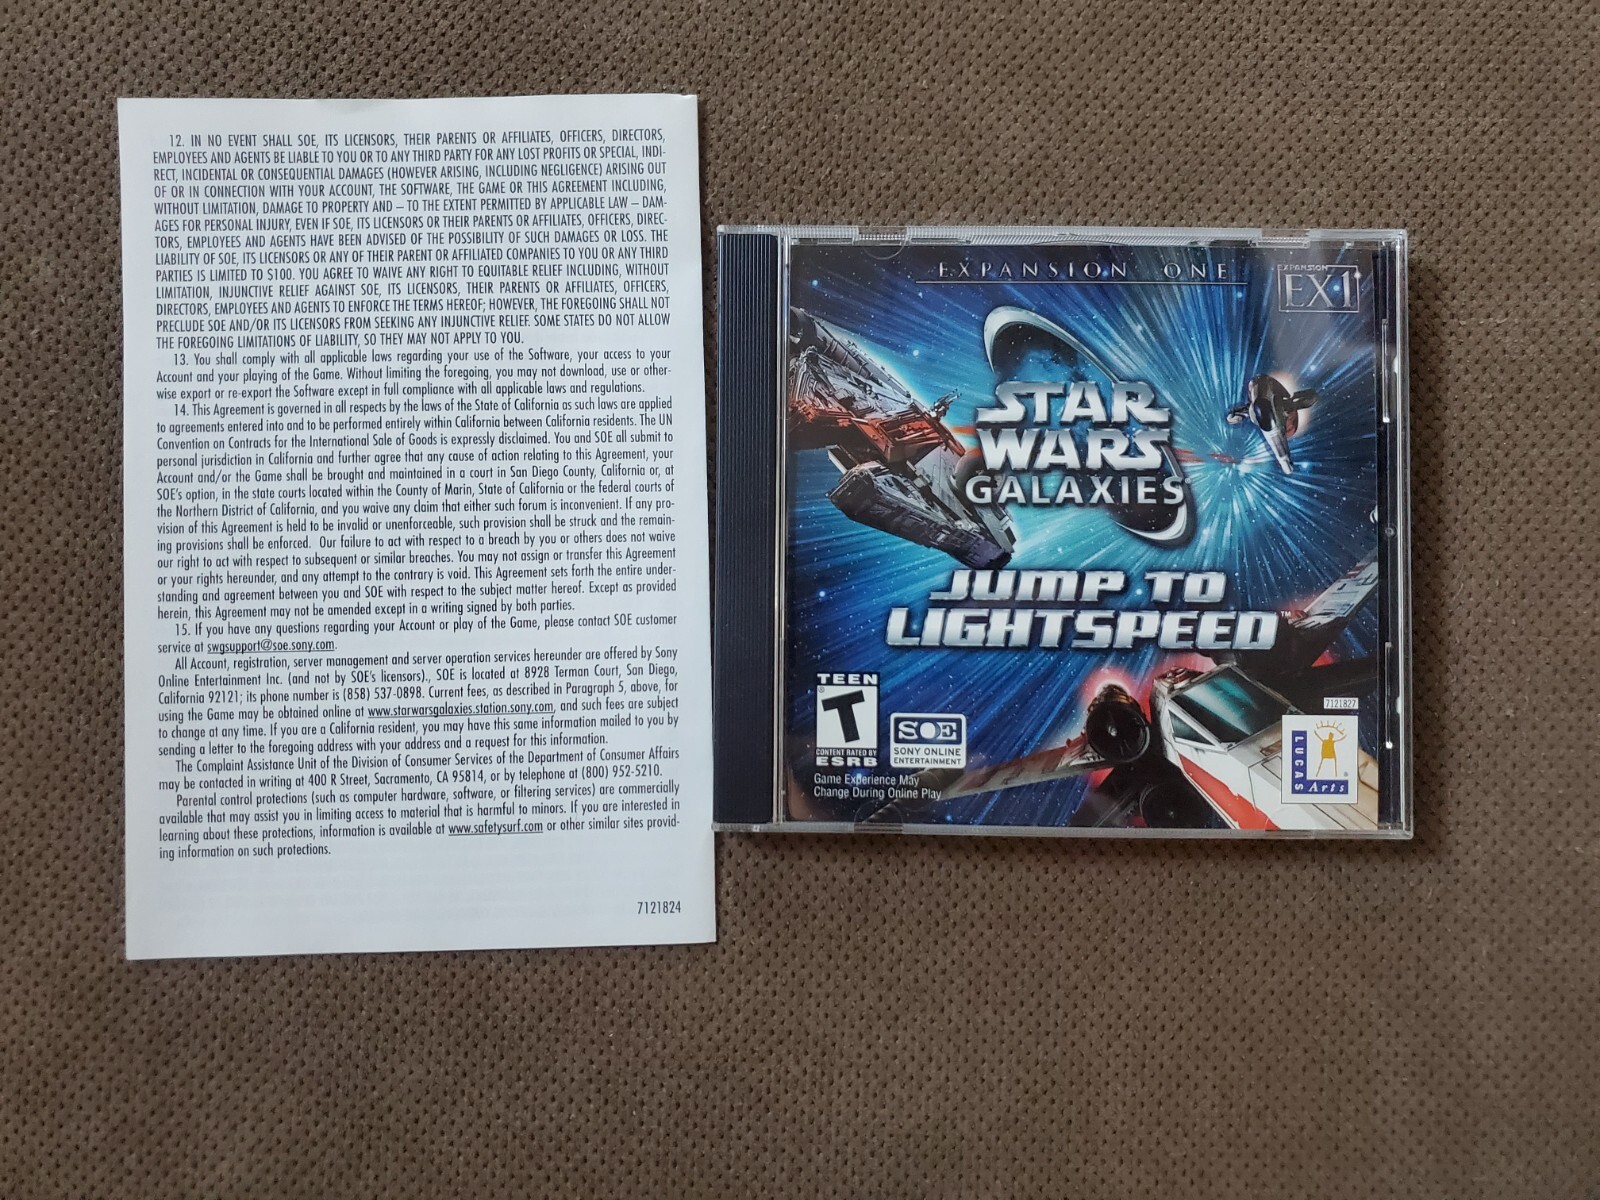 12. IN NO EVENT SHALL SOE, ITS LICENSORS, THEIR PARENTS OR AFFILIATES, OFFICERS, DIRECTORS,
EMPLOYEES AND AGENTS BE LIABLE TO YOU OR TO ANY THIRD PARTY FOR ANY LOST PROFITS OR SPECIAL, INDI-
RECT, INCIDENTAL OR CONSEQUENTIAL DAMAGES (HOWEVER ARISING, INCLUDING NEGLIGENCE) ARISING OUT
OF OR IN CONNECTION WITH YOUR ACCOUNT, THE SOFTWARE, THE GAME OR THIS AGREEMENT INCLUDING,
WITHOUT LIMITATION, DAMAGE TO PROPERTY AND – TO THE EXTENT PERMITTED BY APPLICABLE LAW – DAM-
AGES FOR PERSONAL INJURY, EVEN IF SOE, ITS LICENSORS OR THEIR PARENTS OR AFFILIATES, OFFICERS, DIREC-
TORS, EMPLOYEES AND AGENTS HAVE BEEN ADVISED OF THE POSSIBILITY OF SUCH DAMAGES OR LOSS. THE
LIABILITY OF SOE, ITS LICENSORS OR ANY OF THEIR PARENT OR AFFILIATED COMPANIES TO YOU OR ANY THIRD
PARTIES IS LIMITED TO $100. YOU AGREE TO WAIVE ANY RIGHT TO EQUITABLE RELIEF INCLUDING, WITHOUT
LIMITATION, INJUNCTIVE RELIEF AGAINST SOE, ITS LICENSORS, THEIR PARENTS OR AFFILIATES, OFFICERS,
DIRECTORS, EMPLOYEES AND AGENTS TO ENFORCE THE TERMS HEREOF; HOWEVER, THE FOREGOING SHALL NOT
PRECLUDE SOE AND/OR ITS LICENSORS FROM SEEKING ANY INJUNCTIVE RELIEF. SOME STATES DO NOT ALLOW
THE FOREGOING LIMITATIONS OF LIABILITY, SO THEY MAY NOT APPLY TO YOU.
13. You shall comply with all applicable laws regarding your use of the Software, your access to your
Account and your playing of the Game. Without limiting the foregoing, you may not download, use or other-
wise export or re-export the Software except in full compliance with all applicable laws and regulations.
14. This Agreement is governed in all respects by the laws of the State of California as such laws are applied
to agreements entered into and to be performed entirely within California between California residents. The UN
Convention on Contracts for the International Sale of Goods is expressly disclaimed. You and SOE all submit to
personal jurisdiction in California and further agree that any cause of action relating to this Agreement, your
Account and/or the Game shall be brought and maintained in a court in San Diego County, California or, at
SOE's option, in the state courts located within the County of Marin, State of California or the federal courts of
the Northern District of California, and you waive any claim that either such forum is inconvenient. If any pro-
vision of this Agreement is held to be invalid or unenforceable, such provision shall be struck and the remain-
ing provisions shall be enforced. Our failure to act with respect to a breach by you or others does not waive
our right to act with respect to subsequent or similar breaches. You may not assign or transfer this Agreement
or your rights hereunder, and any attempt to the contrary is void. This Agreement sets forth the entire under-
standing and agreement between you and SOE with respect to the subject matter hereof. Except as provided
herein, this Agreement may not be amended except in a writing signed by both parties.
15. If you have any questions regarding your Account or play of the Game, please contact SOE customer
service at swgsupport@soe.sony.com.
All Account, registration, server management and server operation services hereunder are offered by Sony
Online Entertainment Inc. (and not by SOE's licensors)., SOE is located at 8928 Terman Court, San Diego,
California 92121; its phone number is (858) 537-0898. Current fees, as described in Paragraph 5, above, for
using the Game may be obtained online at www.starwarsgalaxies.station.sony.com, and such fees are subject
to change at any time. If you are a California resident, you may have this same information mailed to you by
sending a letter to the foregoing address with your address and a request for this information.
The Complaint Assistance Unit of the Division of Consumer Services of the Department of Consumer Affairs
may be contacted in writing at 400 R Street, Sacramento, CA 95814, or by telephone at (800) 952-5210.
Parental control protections (such as computer hardware, software, or filtering services) are commercially
available that may assist you in limiting access to material that is harmful to minors. If you are interested in
learning about these protections, information is available at www.safetysurf.com or other similar sites provid-
ing information on such protections.
7121824
EXPANSION ONE
EXPANSION
EX1
STAR
WARS
GALAXIES
JUMP TO
LIGHTSPEED™
TEEN
T
®
CONTENT RATED BY
ESRB
SOE
SONY ONLINE
ENTERTAINMENT
Game Experience May
Change During Online Play
7121827
LUCAS
Arts
®